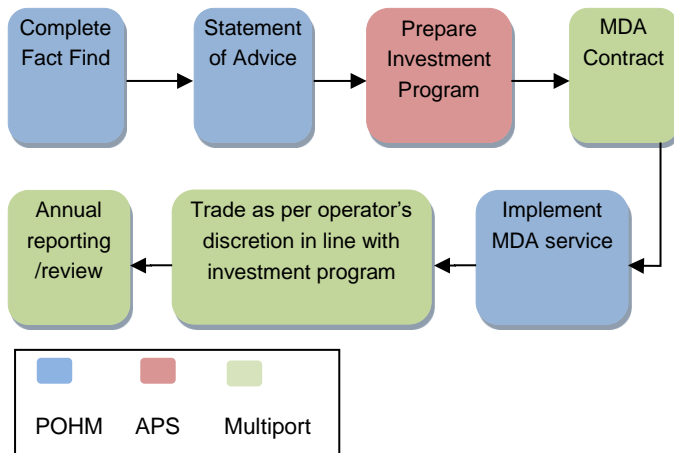 Complete
Fact Find
Statement
of Advice
Prepare
Investment
Program
MDA
Contract
Annual
reporting
/review
Trade as per operator's
discretion in line with
investment program
Implement
MDA service
POHM APS Multiport